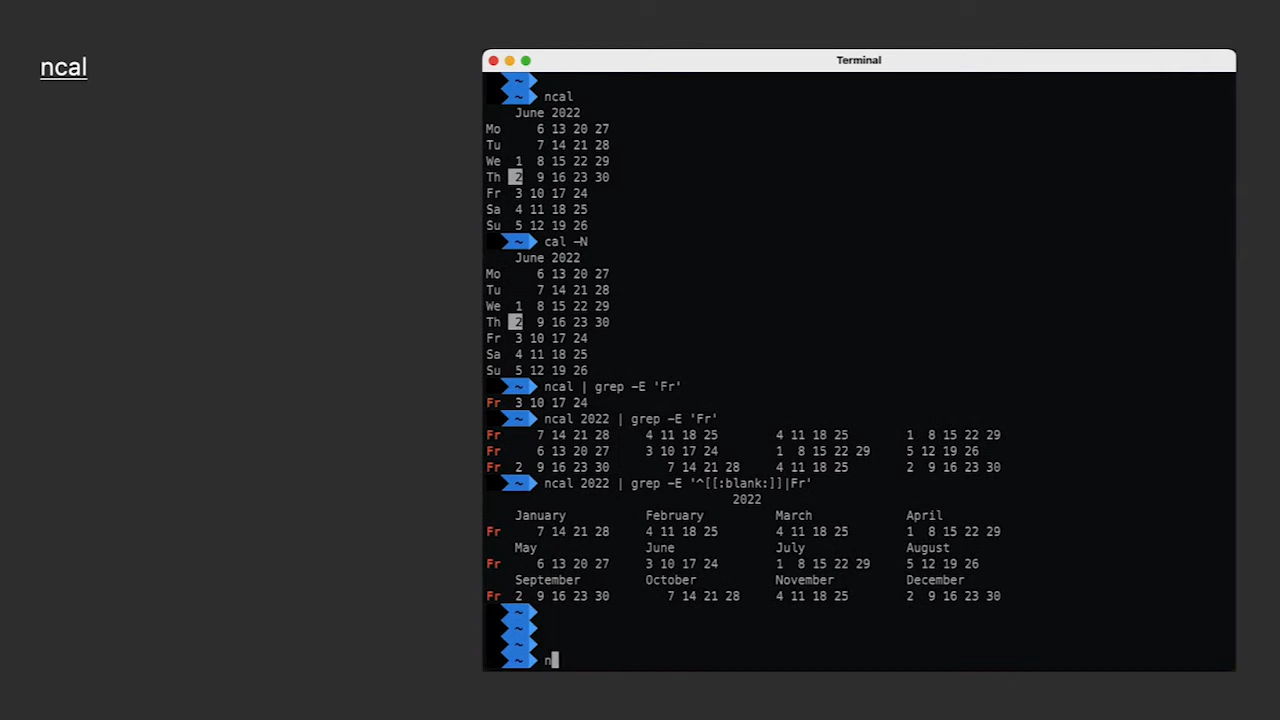 ncal
Terminal
~
~ ncal
    June 2022
Mo     6 13 20 27
Tu     7 14 21 28
We  1  8 15 22 29
Th  2  9 16 23 30
Fr  3 10 17 24
Sa  4 11 18 25
Su  5 12 19 26
~ cal -N
    June 2022
Mo     6 13 20 27
Tu     7 14 21 28
We  1  8 15 22 29
Th  2  9 16 23 30
Fr  3 10 17 24
Sa  4 11 18 25
Su  5 12 19 26
~ ncal | grep -E 'Fr'
Fr  3 10 17 24
~ ncal 2022 | grep -E 'Fr'
Fr     7 14 21 28     4 11 18 25        4 11 18 25        1  8 15 22 29
Fr     6 13 20 27     3 10 17 24        1  8 15 22 29     5 12 19 26
Fr  2  9 16 23 30        7 14 21 28     4 11 18 25        2  9 16 23 30
~ ncal 2022 | grep -E '^[[:blank:]]|Fr'
                                  2022
    January           February          March             April
Fr     7 14 21 28     4 11 18 25        4 11 18 25        1  8 15 22 29
    May               June              July              August
Fr     6 13 20 27     3 10 17 24        1  8 15 22 29     5 12 19 26
    September         October           November          December
Fr  2  9 16 23 30        7 14 21 28     4 11 18 25        2  9 16 23 30
~
~
~
~ n